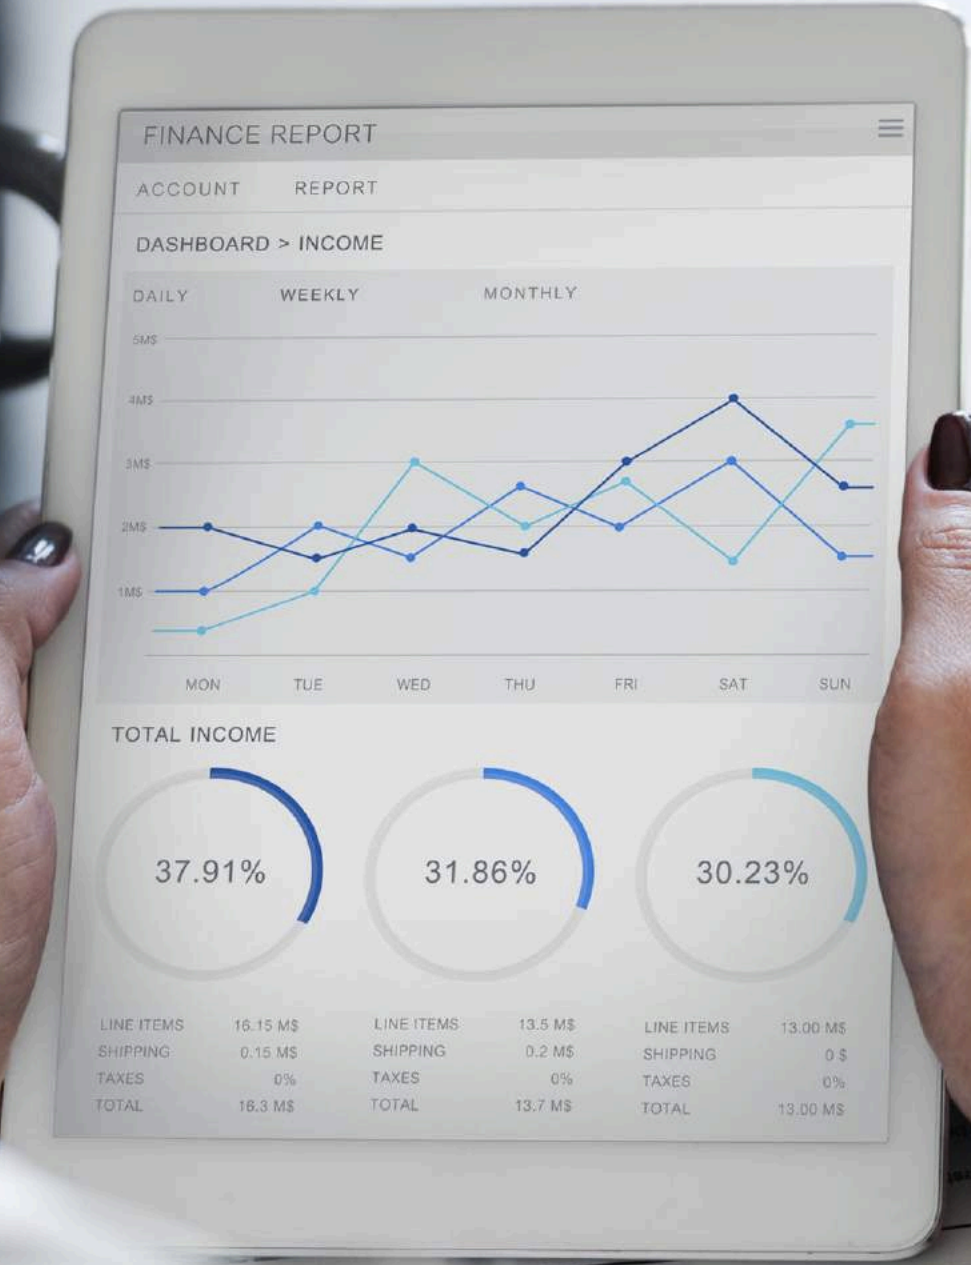 FINANCE REPORT
ACCOUNT REPORT
DASHBOARD > INCOME
DAILY WEEKLY MONTHLY
5M$
4M$
3M$
2M$
1M$
MON TUE WED THU FRI SAT SUN
TOTAL INCOME
37.91% 31.86% 30.23%
LINE ITEMS 16.15 M$ LINE ITEMS 13.5 M$ LINE ITEMS 13.00 M$
SHIPPING 0.15 M$ SHIPPING 0.2 M$ SHIPPING 0 $
TAXES 0% TAXES 0% TAXES 0%
TOTAL 16.3 M$ TOTAL 13.7 M$ TOTAL 13.00 M$